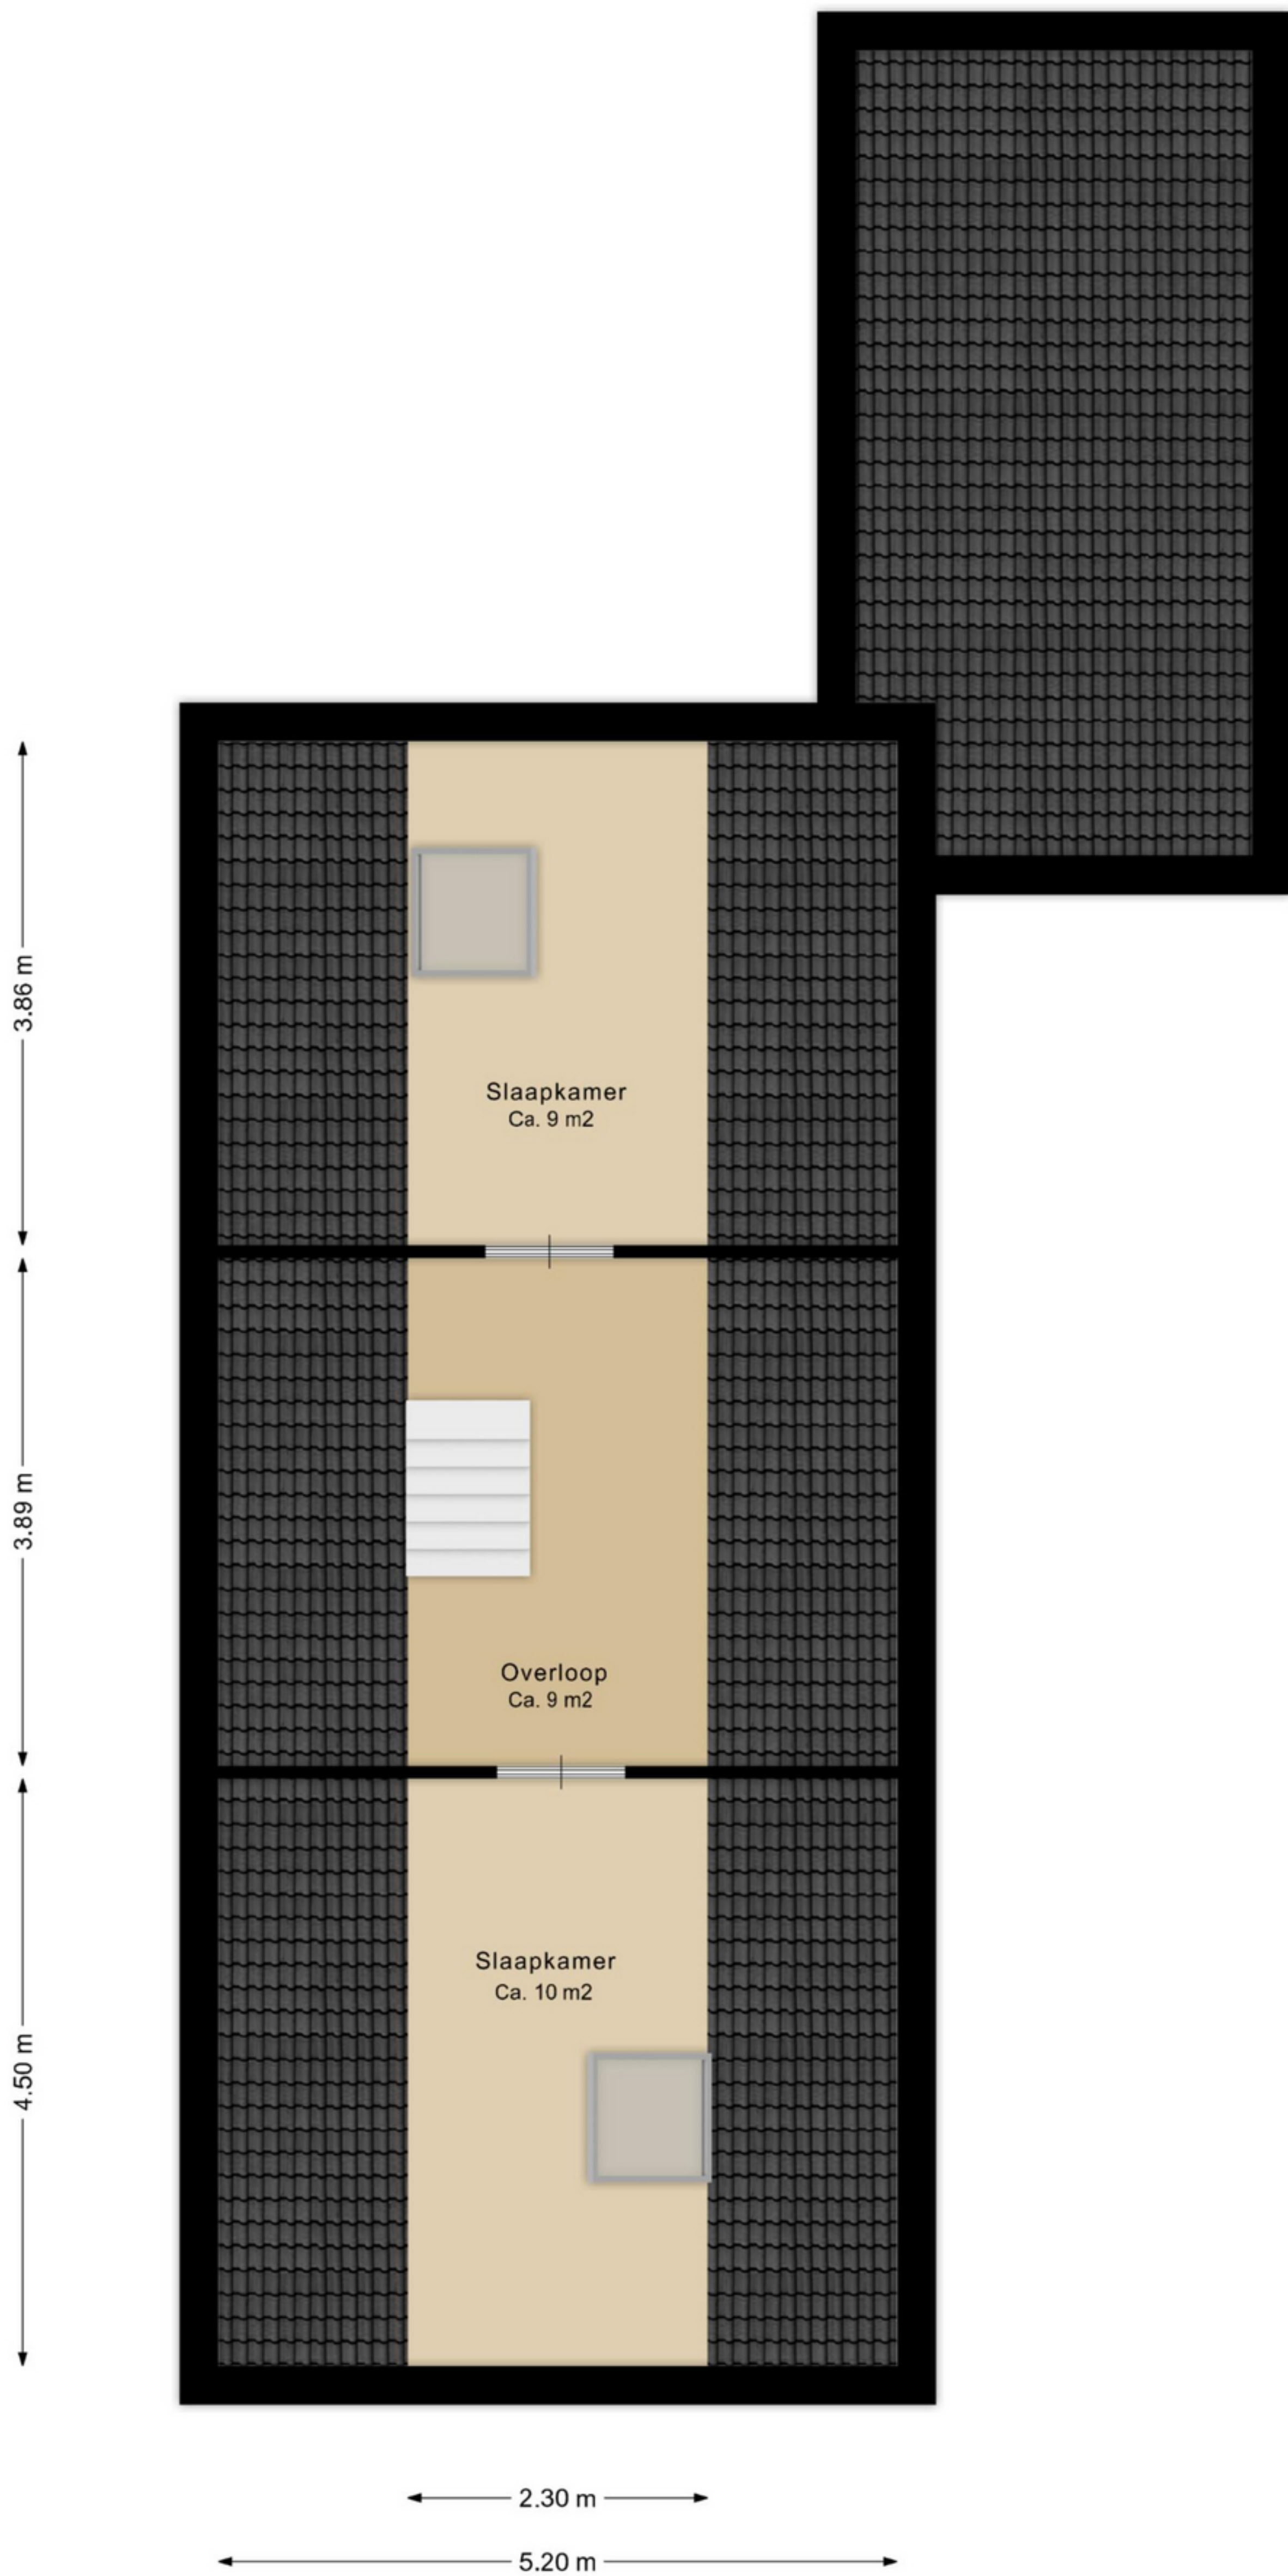 3.86 m
Slaapkamer
Ca. 9 m2
3.89 m
Overloop
Ca. 9 m2
Slaapkamer
Ca. 10 m2
4.50 m
2.30 m
5.20 m